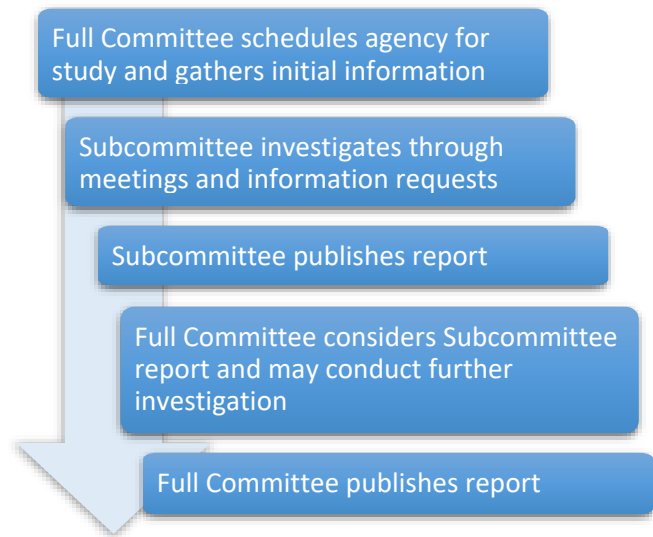 Full Committee schedules agency for
study and gathers initial information
Subcommittee investigates through
meetings and information requests
Subcommittee publishes report
Full Committee considers Subcommittee
report and may conduct further
investigation
Full Committee publishes report